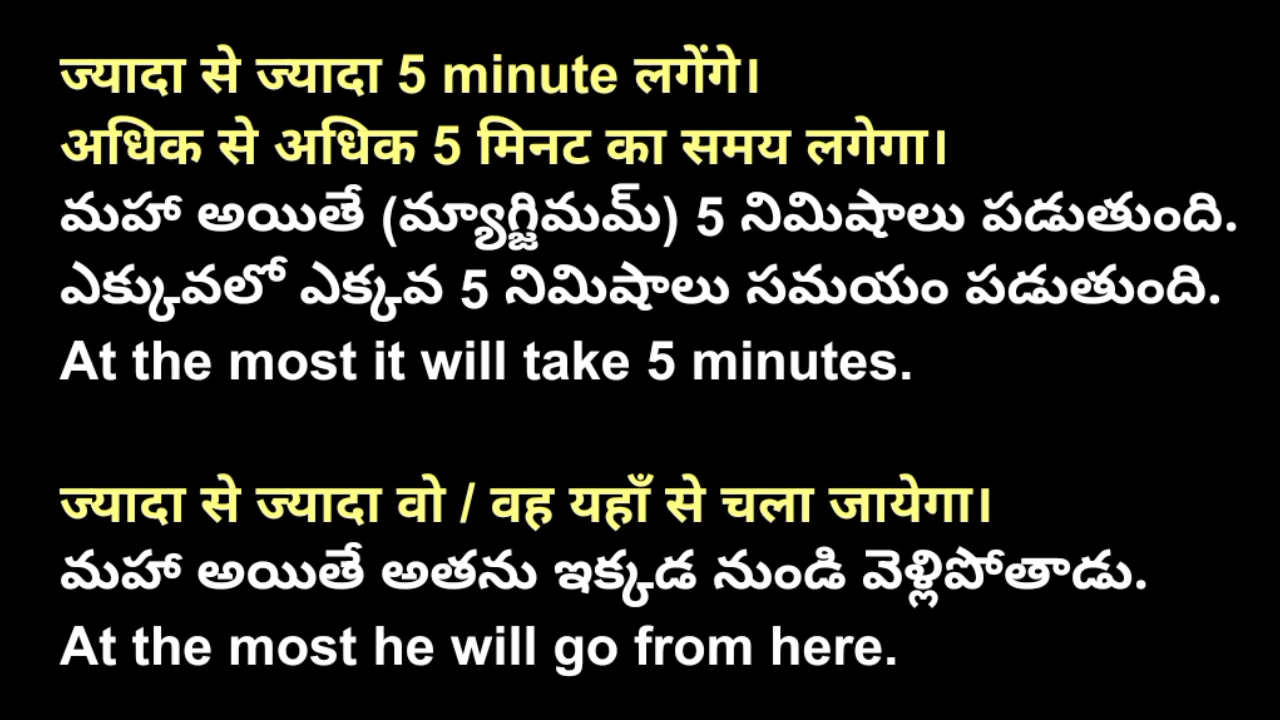 ज्यादा से ज्यादा 5 minute लगेंगे।
अधिक से अधिक 5 मिनट का समय लगेगा।
మహా అయితే (మ్యాగ్జిమమ్) 5 నిమిషాలు పడుతుంది.
ఎక్కువలో ఎక్కవ 5 నిమిషాలు సమయం పడుతుంది.
At the most it will take 5 minutes.
ज्यादा से ज्यादा वो / वह यहाँ से चला जायेगा।
మహా అయితే అతను ఇక్కడ నుండి వెళ్లిపోతాడు.
At the most he will go from here.